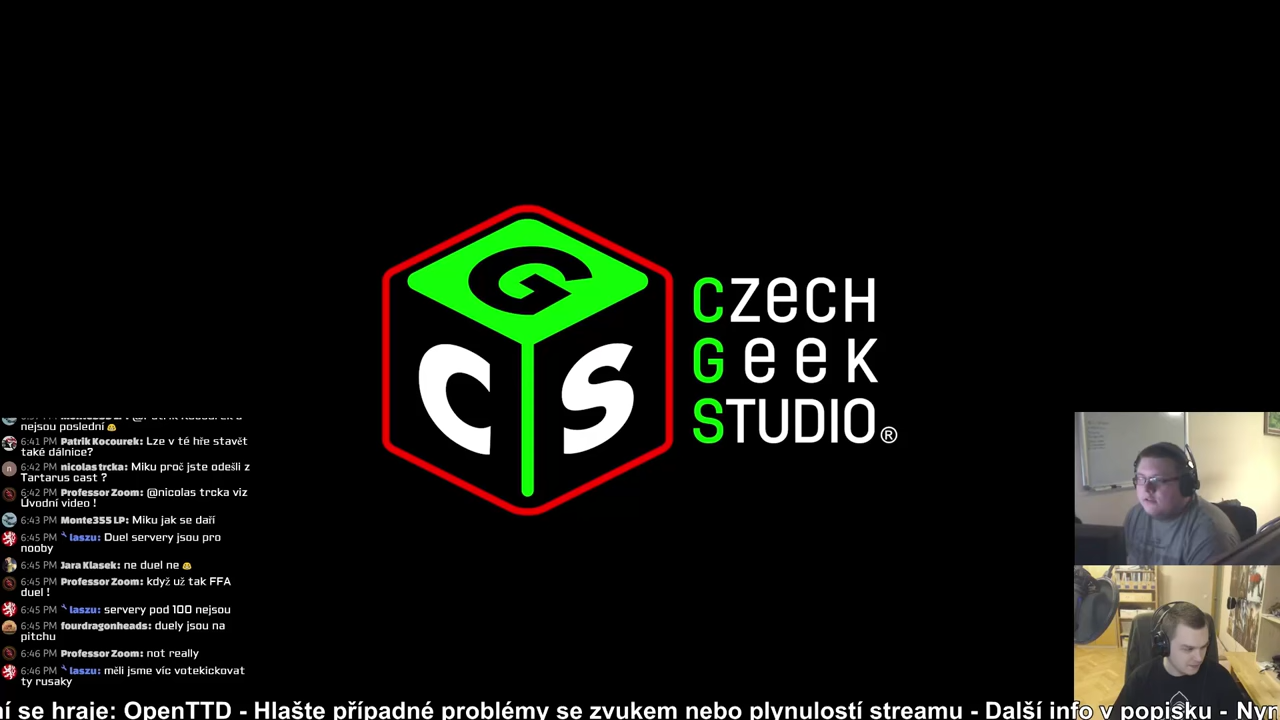 G
C S
CZECH
GEEK
STUDIO®
nejsou poslední
6:41 PM Patrik Kocourek: Lze v té hře stavět
také dálnice?
6:42 PM nicolas trcka: Miku proč jste odešli z
Tartarus cast ?
6:42 PM Professor Zoom: @nicolas trcka viz
Úvodní video !
6:43 PM Monte355 LP: Miku jak se daří
6:45 PM laszu: Duel servery jsou pro
nooby
6:45 PM Jara Klasek: ne duel ne
6:45 PM Professor Zoom: když už tak FFA
duel !
6:45 PM laszu: servery pod 100 nejsou
6:45 PM fourdragonheads: duely jsou na
pitchu
6:46 PM Professor Zoom: not really
6:46 PM laszu: měli jsme víc votekickovat
ty rusaky
ní se hraje: OpenTTD - Hlašte případné problémy se zvukem nebo plynulostí streamu - Další info v popisku - Nyn